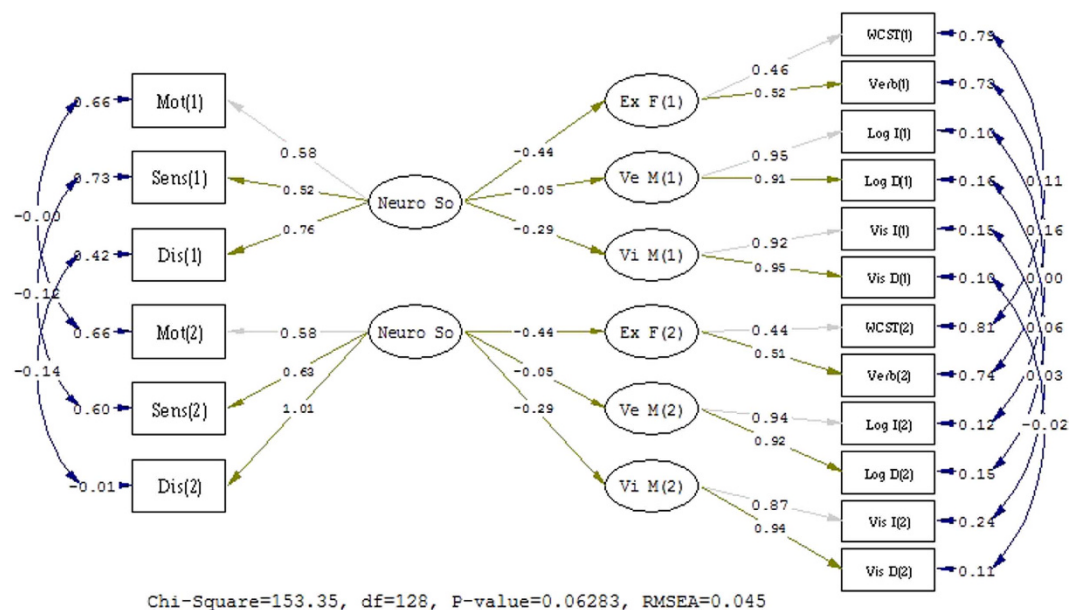 WCST(1) 0.79
0.46
Mot(1) 0.66
Ex F(1) 0.52 Verb(1) 0.73
0.58
-0.44
Log I(1) 0.10
0.95
Sens(1) 0.73
0.52
Ve M(1) 0.91 Log D(1) 0.16 0.11
Neuro So -0.05
-0.00
0.76
-0.29
0.92 Vis I(1) 0.15 0.16
Dis(1) 0.42
Vi M(1) 0.95
Vis D(1) 0.10 0.00
-0.12
Mot(2) 0.66 0.58 Neuro So -0.44 Ex F(2) 0.44 WCST(2) 0.81 0.06
0.51
-0.14
0.63
-0.05
Verb(2) 0.74 0.03
Sens(2) 0.60
1.01
-0.29
Ve M(2) 0.94 Log I(2) 0.12 -0.02
0.92
Log D(2) 0.15
Dis(2) -0.01
Vi M(2)
0.87 Vis I(2) 0.24
0.94
Vis D(2) 0.11
Chi-Square=153.35, df=128, P-value=0.06283, RMSEA=0.045